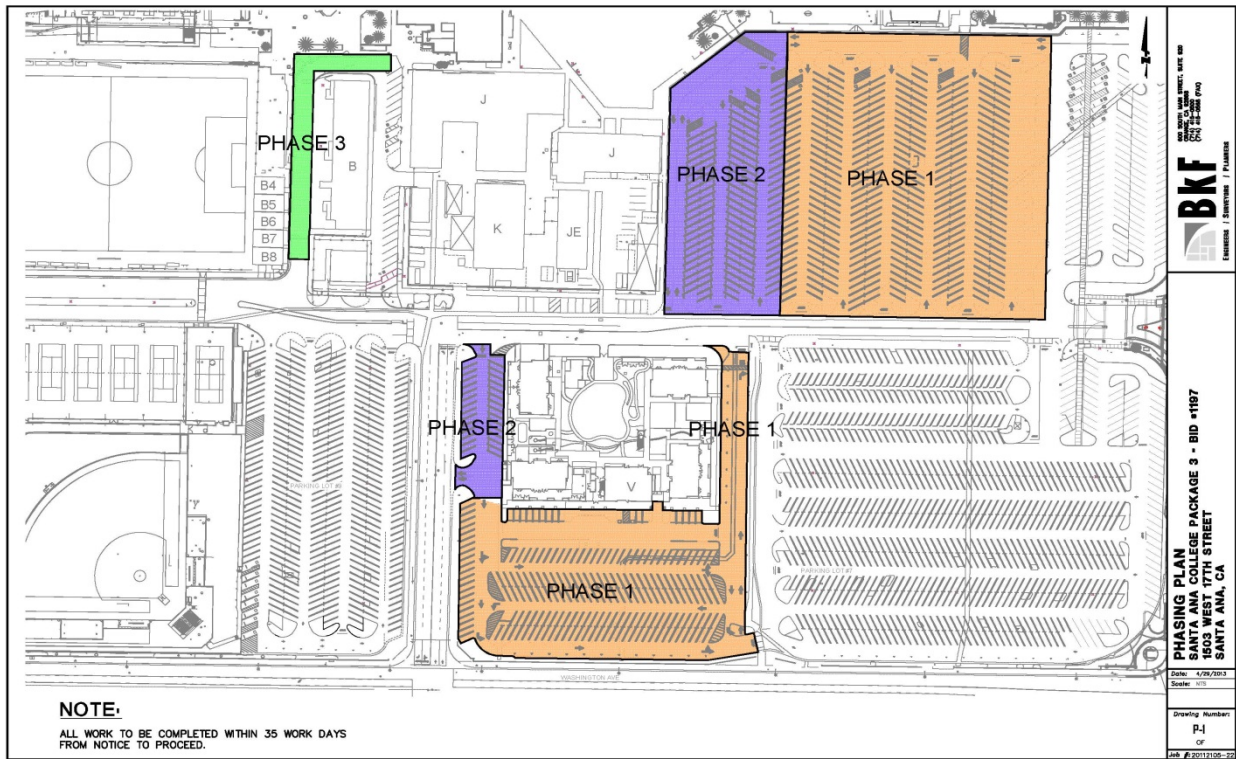 PHASE 3
B
B4
B5
B6
B7
B8
J
J
K
JE
PHASE 2
PHASE 1
PHASE 2
PHASE 1
V
PHASE 1
PARKING LOT #7
WASHINGTON AVE
NOTE:
ALL WORK TO BE COMPLETED WITHIN 35 WORK DAYS
FROM NOTICE TO PROCEED.
BKF
ENGINEERS / SURVEYORS / PLANNERS
PHASING PLAN
SANTA ANA COLLEGE PACKAGE 3 - BID #1197
1503 WEST 17TH STREET
SANTA ANA, CA
Date: 4/29/2013
Scale: NTS
Drawing Number:
P-1
OF
Job #: 20112105-22